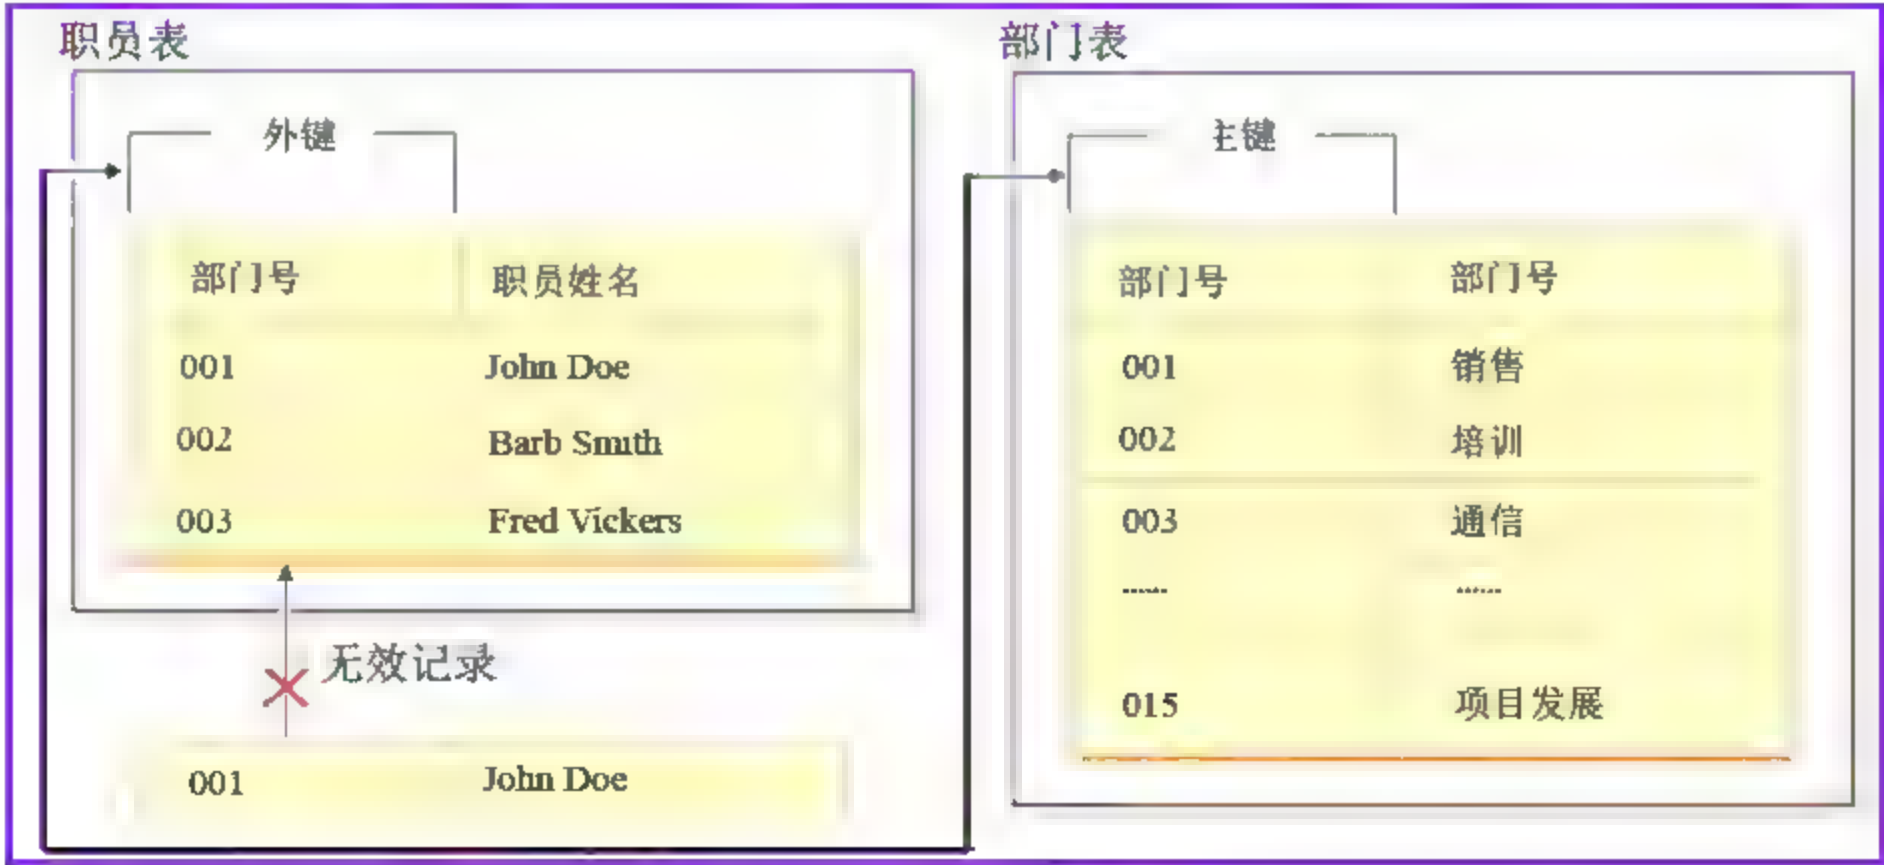 职员表
外键
部门号 职员姓名
001 John Doe
002 Barb Smith
003 Fred Vickers
无效记录
001 John Doe
部门表
主键
部门号 部门号
001 销售
002 培训
003 通信
...... ......
015 项目发展